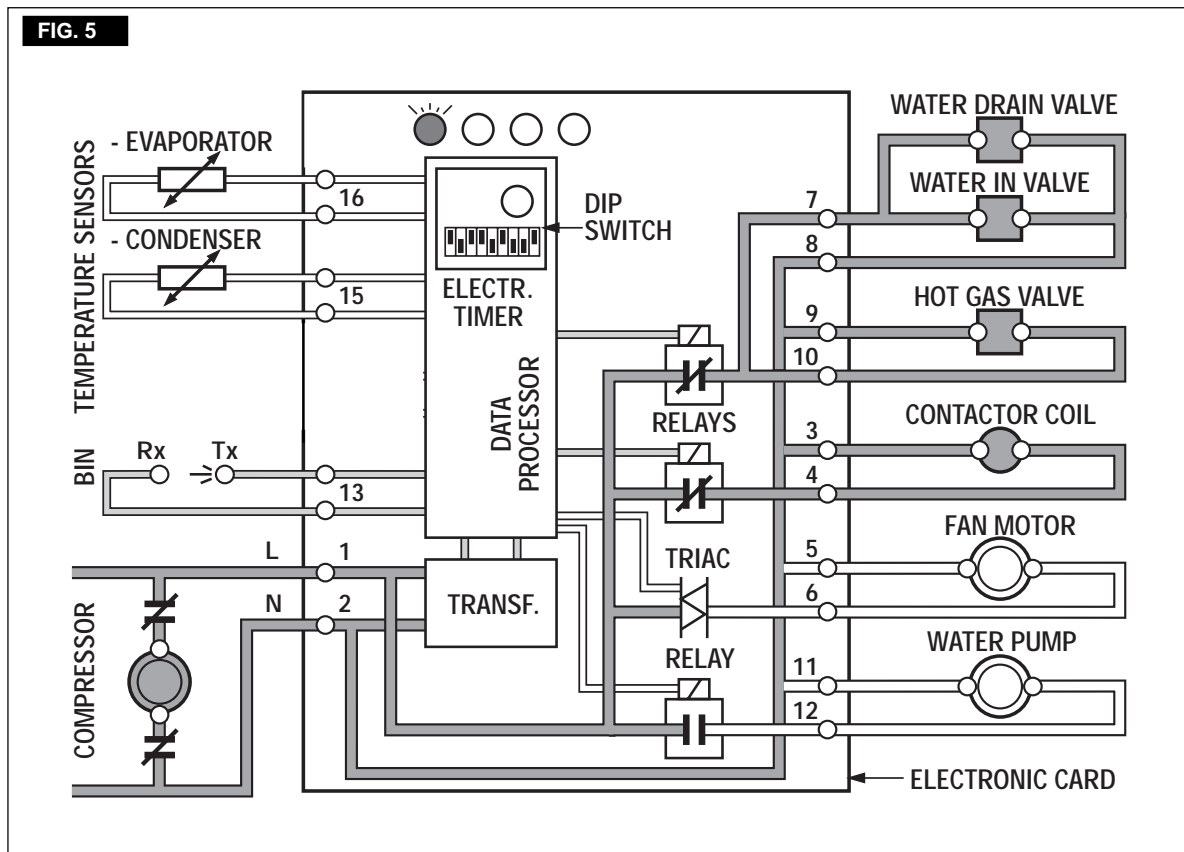 FIG. 5
TEMPERATURE SENSORS
- EVAPORATOR
16
- CONDENSER
15
BIN
Rx
Tx
13
L
1
N
2
COMPRESSOR
DIP
SWITCH
ELECTR.
TIMER
DATA
PROCESSOR
TRANSF.
RELAYS
TRIAC
RELAY
WATER DRAIN VALVE
WATER IN VALVE
7
8
HOT GAS VALVE
9
10
CONTACTOR COIL
3
4
FAN MOTOR
5
6
WATER PUMP
11
12
ELECTRONIC CARD